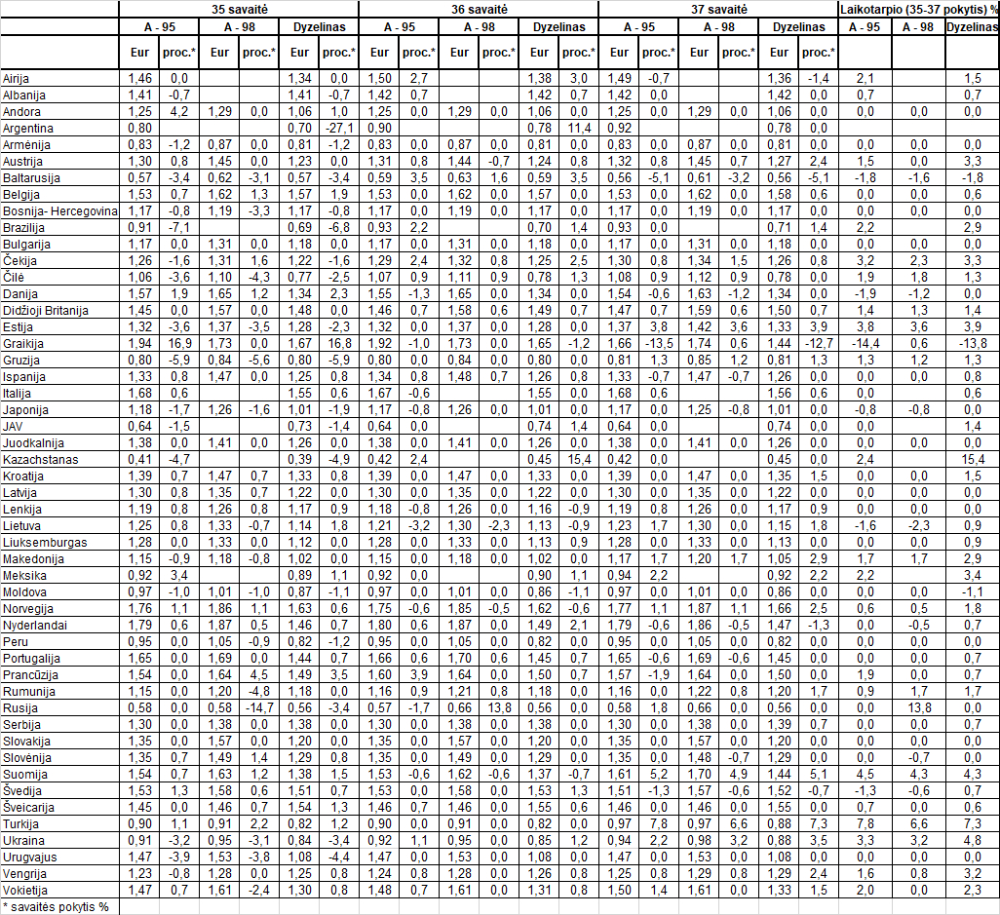 35 savaitė 36 savaitė 37 savaitė Laikotarpio (35-37 pokytis) %
A - 95 A - 98 Dyzelinas A - 95 A - 98 Dyzelinas A - 95 A - 98 Dyzelinas A - 95 A - 98 Dyzelinas
Eur proc.* Eur proc.* Eur proc.* Eur proc.* Eur proc.* Eur proc.* Eur proc.* Eur proc.* Eur proc.*
Airija 1,46 0,0 1,34 0,0 1,50 2,7 1,38 3,0 1,49 -0,7 1,36 -1,4 2,1 1,5
Albanija 1,41 -0,7 1,41 -0,7 1,42 0,7 1,42 0,7 1,42 0,0 1,42 0,0 0,7 0,7
Andora 1,25 4,2 1,29 0,0 1,06 1,0 1,25 0,0 1,29 0,0 1,06 0,0 1,25 0,0 1,29 0,0 1,06 0,0 0,0 0,0 0,0
Argentina 0,80 0,70 -27,1 0,90 0,78 11,4 0,92 0,78 0,0
Armėnija 0,83 -1,2 0,87 0,0 0,81 -1,2 0,83 0,0 0,87 0,0 0,81 0,0 0,83 0,0 0,87 0,0 0,81 0,0 0,0 0,0 0,0
Austrija 1,30 0,8 1,45 0,0 1,23 0,0 1,31 0,8 1,44 -0,7 1,24 0,8 1,32 0,8 1,45 0,7 1,27 2,4 1,5 0,0 3,3
Baltarusija 0,57 -3,4 0,62 -3,1 0,57 -3,4 0,59 3,5 0,63 1,6 0,59 3,5 0,56 -5,1 0,61 -3,2 0,56 -5,1 -1,8 -1,6 -1,8
Belgija 1,53 0,7 1,62 1,3 1,57 1,9 1,53 0,0 1,62 0,0 1,57 0,0 1,53 0,0 1,62 0,0 1,58 0,6 0,0 0,0 0,6
Bosnija- Hercegovina 1,17 -0,8 1,19 -3,3 1,17 -0,8 1,17 0,0 1,19 0,0 1,17 0,0 1,17 0,0 1,19 0,0 1,17 0,0 0,0 0,0 0,0
Brazilija 0,91 -7,1 0,69 -6,8 0,93 2,2 0,70 1,4 0,93 0,0 0,71 1,4 2,2 2,9
Bulgarija 1,17 0,0 1,31 0,0 1,18 0,0 1,17 0,0 1,31 0,0 1,18 0,0 1,17 0,0 1,31 0,0 1,18 0,0 0,0 0,0 0,0
Čekija 1,26 -1,6 1,31 1,6 1,22 -1,6 1,29 2,4 1,32 0,8 1,25 2,5 1,30 0,8 1,34 1,5 1,26 0,8 3,2 2,3 3,3
Čilė 1,06 -3,6 1,10 -4,3 0,77 -2,5 1,07 0,9 1,11 0,9 0,78 1,3 1,08 0,9 1,12 0,9 0,78 0,0 1,9 1,8 1,3
Danija 1,57 1,9 1,65 1,2 1,34 2,3 1,55 -1,3 1,65 0,0 1,34 0,0 1,54 -0,6 1,63 -1,2 1,34 0,0 -1,9 -1,2 0,0
Didžioji Britanija 1,45 0,0 1,57 0,0 1,48 0,0 1,46 0,7 1,58 0,6 1,49 0,7 1,47 0,7 1,59 0,6 1,50 0,7 1,4 1,3 1,4
Estija 1,32 -3,6 1,37 -3,5 1,28 -2,3 1,32 0,0 1,37 0,0 1,28 0,0 1,37 3,8 1,42 3,6 1,33 3,9 3,8 3,6 3,9
Graikija 1,94 16,9 1,73 0,0 1,67 16,8 1,92 -1,0 1,73 0,0 1,65 -1,2 1,66 -13,5 1,74 0,6 1,44 -12,7 -14,4 0,6 -13,8
Gruzija 0,80 -5,9 0,84 -5,6 0,80 -5,9 0,80 0,0 0,84 0,0 0,80 0,0 0,81 1,3 0,85 1,2 0,81 1,3 1,3 1,2 1,3
Ispanija 1,33 0,8 1,47 0,0 1,25 0,8 1,34 0,8 1,48 0,7 1,26 0,8 1,33 -0,7 1,47 -0,7 1,26 0,0 0,0 0,0 0,8
Italija 1,68 0,6 1,55 0,6 1,67 -0,6 1,55 0,0 1,68 0,6 1,56 0,6 0,0 0,6
Japonija 1,18 -1,7 1,26 -1,6 1,01 -1,9 1,17 -0,8 1,26 0,0 1,01 0,0 1,17 0,0 1,25 -0,8 1,01 0,0 -0,8 -0,8 0,0
JAV 0,64 -1,5 0,73 -1,4 0,64 0,0 0,74 1,4 0,64 0,0 0,74 0,0 0,0 1,4
Juodkalnija 1,38 0,0 1,41 0,0 1,26 0,0 1,38 0,0 1,41 0,0 1,26 0,0 1,38 0,0 1,41 0,0 1,26 0,0 0,0 0,0 0,0
Kazachstanas 0,41 -4,7 0,39 -4,9 0,42 2,4 0,45 15,4 0,42 0,0 0,45 0,0 2,4 15,4
Kroatija 1,39 0,7 1,47 0,7 1,33 0,8 1,39 0,0 1,47 0,0 1,33 0,0 1,39 0,0 1,47 0,0 1,35 1,5 0,0 0,0 1,5
Latvija 1,30 0,8 1,35 0,7 1,22 0,0 1,30 0,0 1,35 0,0 1,22 0,0 1,30 0,0 1,35 0,0 1,22 0,0 0,0 0,0 0,0
Lenkija 1,19 0,8 1,26 0,8 1,17 0,9 1,18 -0,8 1,26 0,0 1,16 -0,9 1,19 0,8 1,26 0,0 1,17 0,9 0,0 0,0 0,0
Lietuva 1,25 0,8 1,33 -0,7 1,14 1,8 1,21 -3,2 1,30 -2,3 1,13 -0,9 1,23 1,7 1,30 0,0 1,15 1,8 -1,6 -2,3 0,9
Liuksemburgas 1,28 0,0 1,33 0,0 1,12 0,0 1,28 0,0 1,33 0,0 1,13 0,9 1,28 0,0 1,33 0,0 1,13 0,0 0,0 0,0 0,9
Makedonija 1,15 -0,9 1,18 -0,8 1,02 0,0 1,15 0,0 1,18 0,0 1,02 0,0 1,17 1,7 1,20 1,7 1,05 2,9 1,7 1,7 2,9
Meksika 0,92 3,4 0,89 1,1 0,92 0,0 0,90 1,1 0,94 2,2 0,92 2,2 2,2 3,4
Moldova 0,97 -1,0 1,01 -1,0 0,87 -1,1 0,97 0,0 1,01 0,0 0,86 -1,1 0,97 0,0 1,01 0,0 0,86 0,0 0,0 0,0 -1,1
Norvegija 1,76 1,1 1,86 1,1 1,63 0,6 1,75 -0,6 1,85 -0,5 1,62 -0,6 1,77 1,1 1,87 1,1 1,66 2,5 0,6 0,5 1,8
Nyderlandai 1,79 0,6 1,87 0,5 1,46 0,7 1,80 0,6 1,87 0,0 1,49 2,1 1,79 -0,6 1,86 -0,5 1,47 -1,3 0,0 -0,5 0,7
Peru 0,95 0,0 1,05 -0,9 0,82 -1,2 0,95 0,0 1,05 0,0 0,82 0,0 0,95 0,0 1,05 0,0 0,82 0,0 0,0 0,0 0,0
Portugalija 1,65 0,0 1,69 0,0 1,44 0,7 1,66 0,6 1,70 0,6 1,45 0,7 1,65 -0,6 1,69 -0,6 1,45 0,0 0,0 0,0 0,7
Prancūzija 1,54 0,0 1,64 4,5 1,49 3,5 1,60 3,9 1,64 0,0 1,50 0,7 1,57 -1,9 1,64 0,0 1,50 0,0 1,9 0,0 0,7
Rumunija 1,15 0,0 1,20 -4,8 1,18 0,0 1,16 0,9 1,21 0,8 1,18 0,0 1,16 0,0 1,22 0,8 1,20 1,7 0,9 1,7 1,7
Rusija 0,58 0,0 0,58 -14,7 0,56 -3,4 0,57 -1,7 0,66 13,8 0,56 0,0 0,58 1,8 0,66 0,0 0,56 0,0 0,0 13,8 0,0
Serbija 1,30 0,0 1,38 0,0 1,38 0,0 1,30 0,0 1,38 0,0 1,38 0,0 1,30 0,0 1,38 0,0 1,39 0,7 0,0 0,0 0,7
Slovakija 1,35 0,0 1,57 0,0 1,20 0,0 1,35 0,0 1,57 0,0 1,20 0,0 1,35 0,0 1,57 0,0 1,20 0,0 0,0 0,0 0,0
Slovėnija 1,35 0,7 1,49 1,4 1,29 0,8 1,35 0,0 1,49 0,0 1,29 0,0 1,35 0,0 1,48 -0,7 1,29 0,0 0,0 -0,7 0,0
Suomija 1,54 0,7 1,63 1,2 1,38 1,5 1,53 -0,6 1,62 -0,6 1,37 -0,7 1,61 5,2 1,70 4,9 1,44 5,1 4,5 4,3 4,3
Švedija 1,53 1,3 1,58 0,6 1,51 0,7 1,53 0,0 1,58 0,0 1,53 1,3 1,51 -1,3 1,57 -0,6 1,52 -0,7 -1,3 -0,6 0,7
Šveicarija 1,45 0,0 1,46 0,7 1,54 1,3 1,46 0,7 1,46 0,0 1,55 0,6 1,46 0,0 1,46 0,0 1,55 0,0 0,7 0,0 0,6
Turkija 0,90 1,1 0,91 2,2 0,82 1,2 0,90 0,0 0,91 0,0 0,82 0,0 0,97 7,8 0,97 6,6 0,88 7,3 7,8 6,6 7,3
Ukraina 0,91 -3,2 0,95 -3,1 0,84 -3,4 0,92 1,1 0,95 0,0 0,85 1,2 0,94 2,2 0,98 3,2 0,88 3,5 3,3 3,2 4,8
Urugvajus 1,47 -3,9 1,53 -3,8 1,08 -4,4 1,47 0,0 1,53 0,0 1,08 0,0 1,47 0,0 1,53 0,0 1,08 0,0 0,0 0,0 0,0
Vengrija 1,23 -0,8 1,28 0,0 1,25 0,8 1,24 0,8 1,28 0,0 1,26 0,8 1,25 0,8 1,29 0,8 1,29 2,4 1,6 0,8 3,2
Vokietija 1,47 0,7 1,61 -2,4 1,30 0,8 1,48 0,7 1,61 0,0 1,31 0,8 1,50 1,4 1,61 0,0 1,33 1,5 2,0 0,0 2,3
* savaitės pokytis %